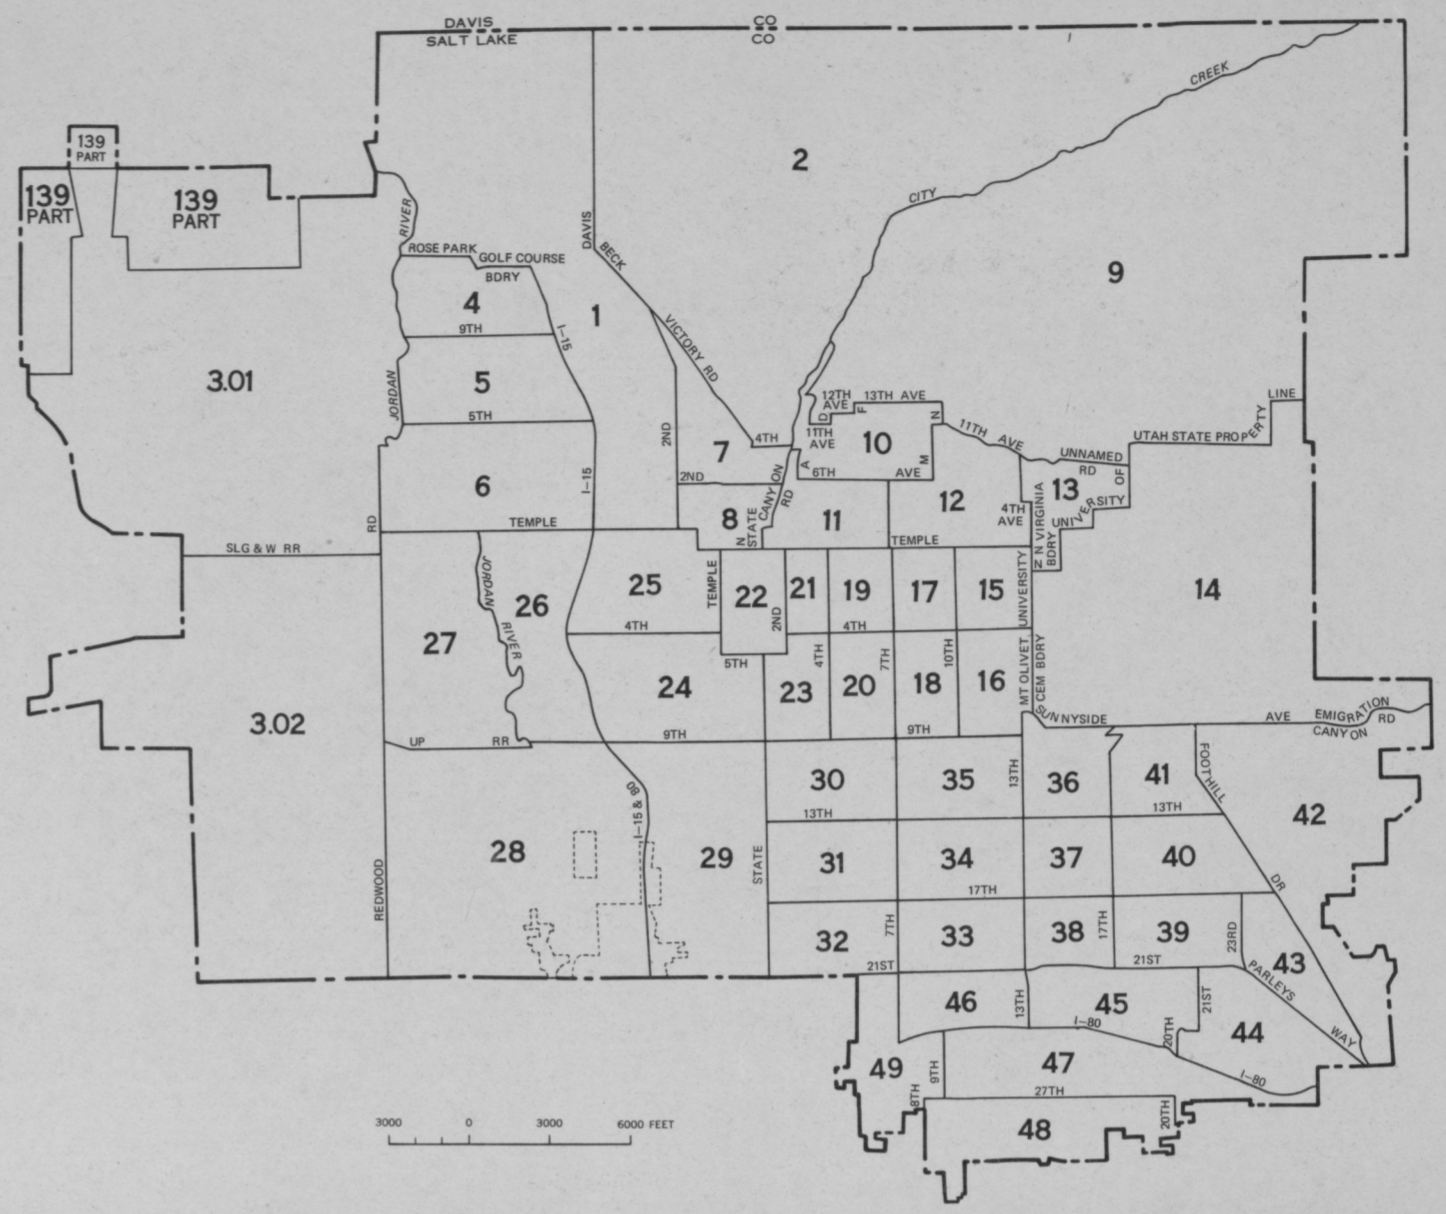 DAVIS CO
SALT LAKE CO
CREEK
2
139
PART
139
PART
139
PART
CITY
RIVER
DAVIS
ROSE PARK
GOLF COURSE
BDRY
BECK
9
4
1
9TH
I-15
VICTORY RD
3.01
5
JORDAN
5TH
12TH
AVE
13TH AVE
D
F
N
LINE
11TH
AVE
11TH AVE
UTAH STATE PROPERTY
2ND
4TH
7
10
UNNAMED
RD
OF
A
6TH
AVE
M
2ND
6
I-15
CANYON
RD
13
12
4TH
AVE
N VIRGINIA
UNIVERSITY
8
11
N
STATE
RD
TEMPLE
TEMPLE
N
BDRY
SLG & W RR
JORDAN
RIVER
26
25
TEMPLE
22
2ND
21
19
17
15
UNIVERSITY
14
27
4TH
4TH
5TH
4TH
7TH
10TH
MT OLIVET
CEM BDRY
24
23
20
18
16
3.02
SUNNYSIDE
AVE
EMIGRATION
CANYON
RD
UP
RR
9TH
9TH
30
35
13TH
36
41
FOOTHILL
42
I-15 & 80
13TH
13TH
28
29
STATE
31
34
37
40
DR
REDWOOD
17TH
32
7TH
33
38
17TH
39
23RD
43
21ST
21ST
PARLEYS
WAY
46
13TH
45
21ST
44
I-80
20TH
49
9TH
47
I-80
27TH
8TH
20TH
48
3000 0 3000 6000 FEET